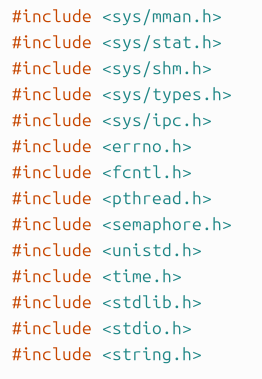 #include <sys/mman.h>
#include <sys/stat.h>
#include <sys/shm.h>
#include <sys/types.h>
#include <sys/ipc.h>
#include <errno.h>
#include <fcntl.h>
#include <pthread.h>
#include <semaphore.h>
#include <unistd.h>
#include <time.h>
#include <stdlib.h>
#include <stdio.h>
#include <string.h>